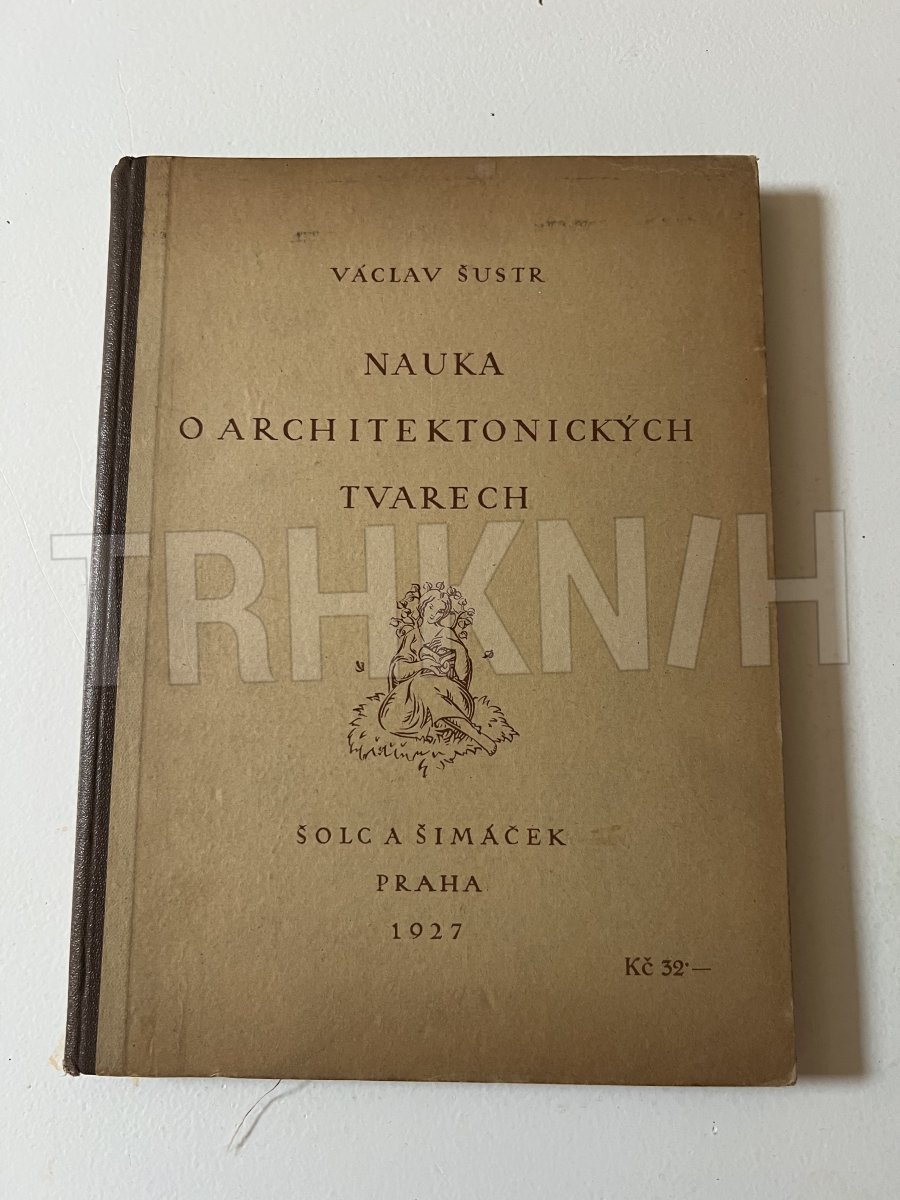 VÁCLAV ŠUSTR
NAUKA
O ARCHITEKTONICKÝCH
TVARECH
TRHKNIH
ŠOLC A ŠIMÁČEK
PRAHA
1927
Kč 32·—